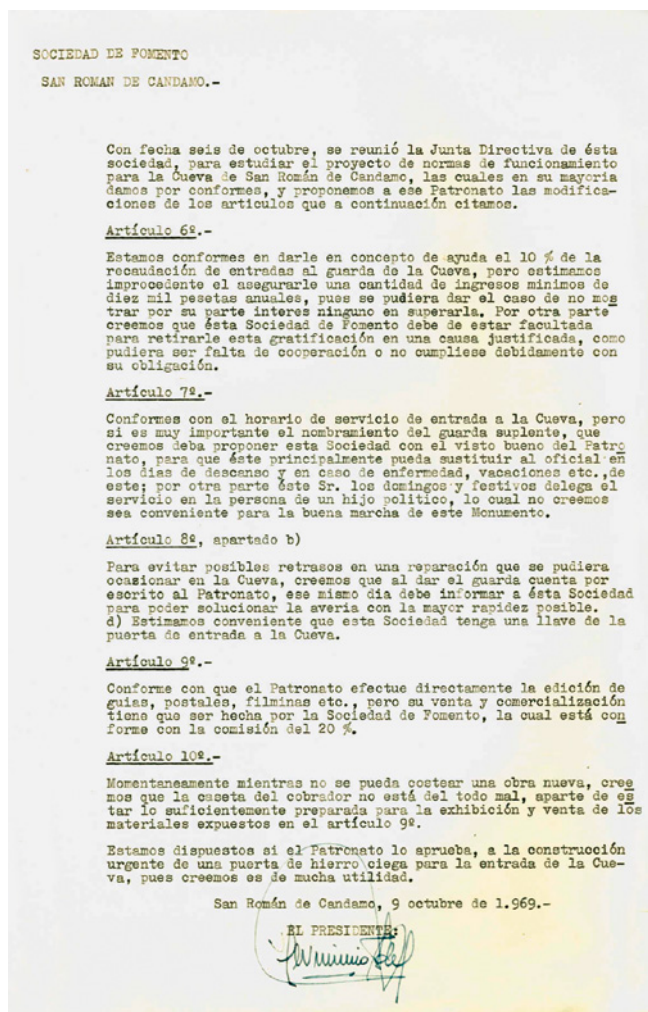 SOCIEDAD DE FOMENTO
SAN ROMAN DE CANDAMO.-
Con fecha seis de octubre, se reunió la Junta Directiva de ésta
sociedad, para estudiar el proyecto de normas de funcionamiento
para la Cueva de San Román de Candamo, las cuales en su mayoria
damos por conformes, y proponemos a ese Patronato las modifica-
ciones de los articulos que a continuación citamos.
Artículo 6º.-
Estamos conformes en darle en concepto de ayuda el 10 % de la
recaudación de entradas al guarda de la Cueva, pero estimamos
improcedente el asegurarle una cantidad de ingresos minimos de
diez mil pesetas anuales, pues se pudiera dar el caso de no mos
trar por su parte interes ninguno en superarla. Por otra parte
creemos que ésta Sociedad de Fomento debe de estar facultada
para retirarle esta gratificación en una causa justificada, como
pudiera ser falta de cooperación o no cumpliese debidamente con
su obligación.
Artículo 7º.-
Conformes con el horario de servicio de entrada a la Cueva, pero
si es muy importante el nombramiento del guarda suplente, que
creemos deba proponer esta Sociedad con el visto bueno del Patro
nato, para que éste principalmente pueda sustituir al oficial en
los dias de descanso y en caso de enfermedad, vacaciones etc.,de
este; por otra parte éste Sr. los domingos y festivos delega el
servicio en la persona de un hijo politico, lo cual no creemos
sea conveniente para la buena marcha de este Monumento.
Artículo 8º, apartado b)
Para evitar posibles retrasos en una reparación que se pudiera
ocasionar en la Cueva, creemos que al dar el guarda cuenta por
escrito al Patronato, ese mismo dia debe informar a ésta Sociedad
para poder solucionar la averia con la mayor rapidez posible.
d) Estimamos conveniente que esta Sociedad tenga una llave de la
puerta de entrada a la Cueva.
Artículo 9º.-
Conforme con que el Patronato efectue directamente la edición de
guias, postales, filminas etc., pero su venta y comercialización
tiene que ser hecha por la Sociedad de Fomento, la cual está con
forme con la comisión del 20 %.
Artículo 10º.-
Momentaneamente mientras no se pueda costear una obra nueva, cree
mos que la caseta del cobrador no está del todo mal, aparte de es
tar lo suficientemente preparada para la exhibición y venta de los
materiales expuestos en el artículo 9º.
Estamos dispuestos si el Patronato lo aprueba, a la construcción
urgente de una puerta de hierro ciega para la entrada de la Cue-
va, pues creemos es de mucha utilidad.
San Román de Candamo, 9 octubre de 1.969.-
EL PRESIDENTE: